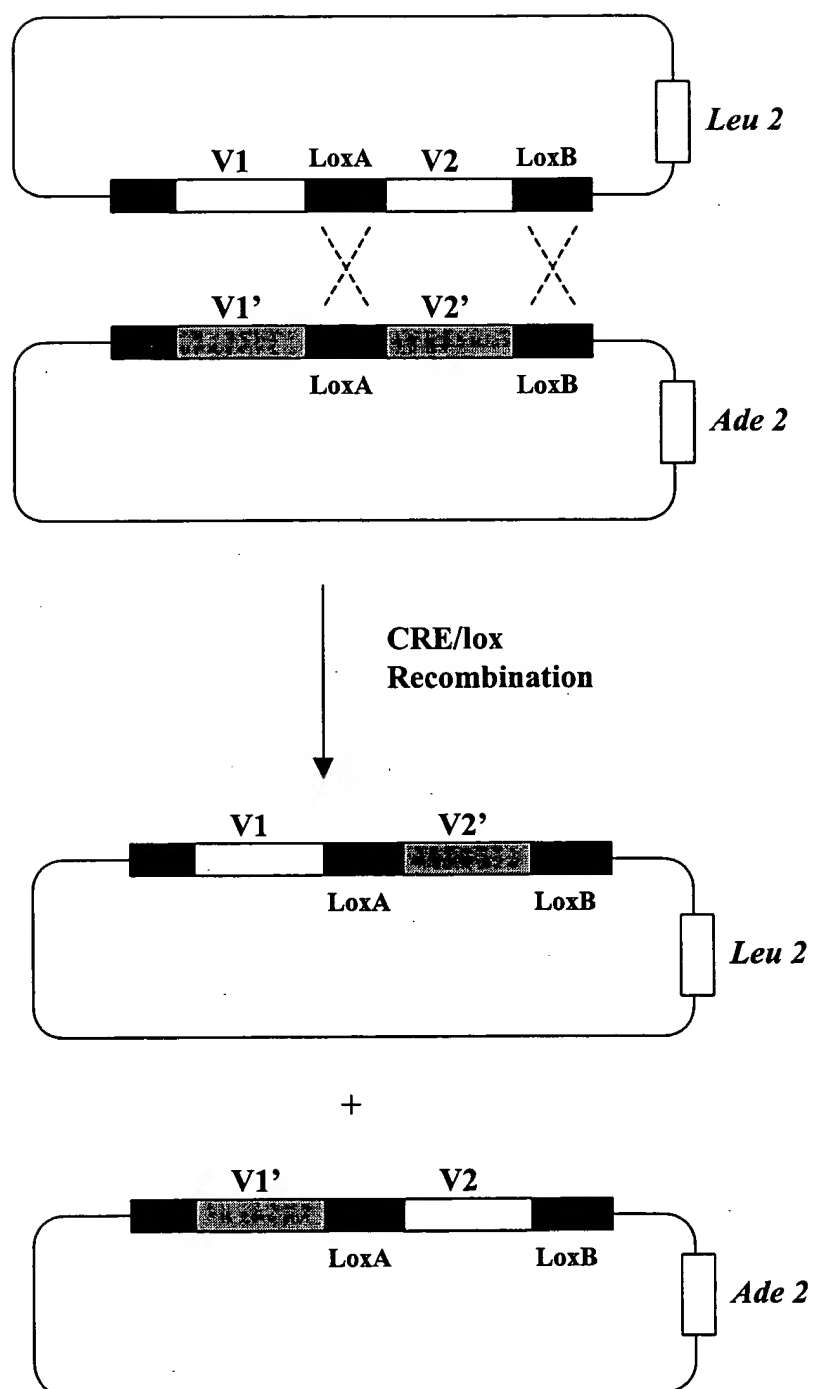 Leu 2
V1 LoxA V2 LoxB
V1’ V2’
LoxA LoxB
Ade 2
CRE/lox
Recombination
V1 V2’
LoxA LoxB
Leu 2
+
V1’ V2
LoxA LoxB
Ade 2